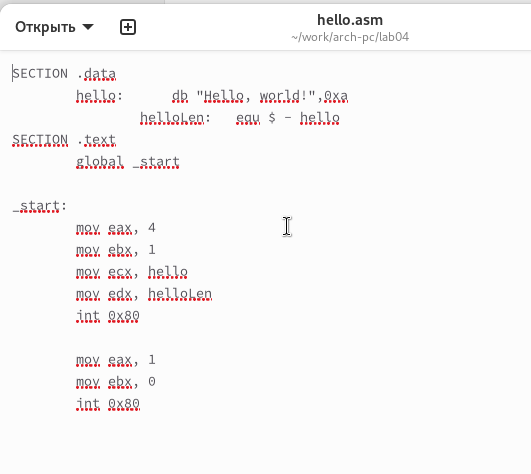 Открыть
hello.asm
~/work/arch-pc/lab04
SECTION .data
hello: db "Hello, world!",0xa
helloLen: equ $ - hello
SECTION .text
global _start
_start:
mov eax, 4
mov ebx, 1
mov ecx, hello
mov edx, helloLen
int 0x80
mov eax, 1
mov ebx, 0
int 0x80